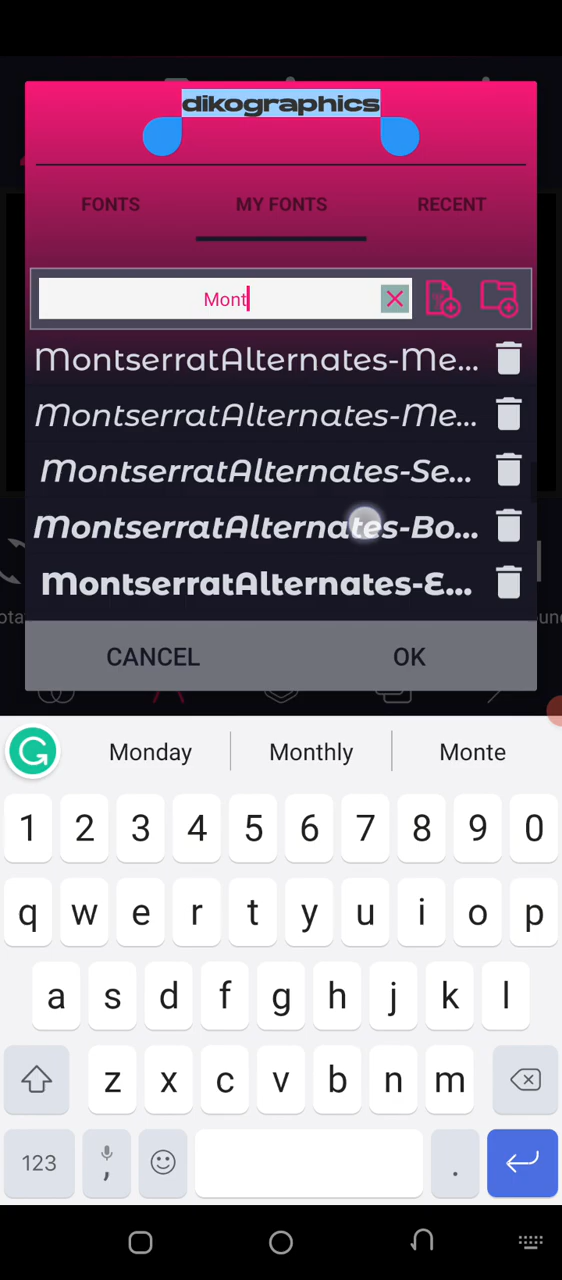 dikographics
FONTS MY FONTS RECENT
Mont
MontserratAlternates-Me...
MontserratAlternates-Me...
MontserratAlternates-Se...
MontserratAlternates-Bo...
MontserratAlternates-E...
CANCEL OK
Monday Monthly Monte
1 2 3 4 5 6 7 8 9 0
q w e r t y u i o p
a s d f g h j k l
z x c v b n m
123 , .